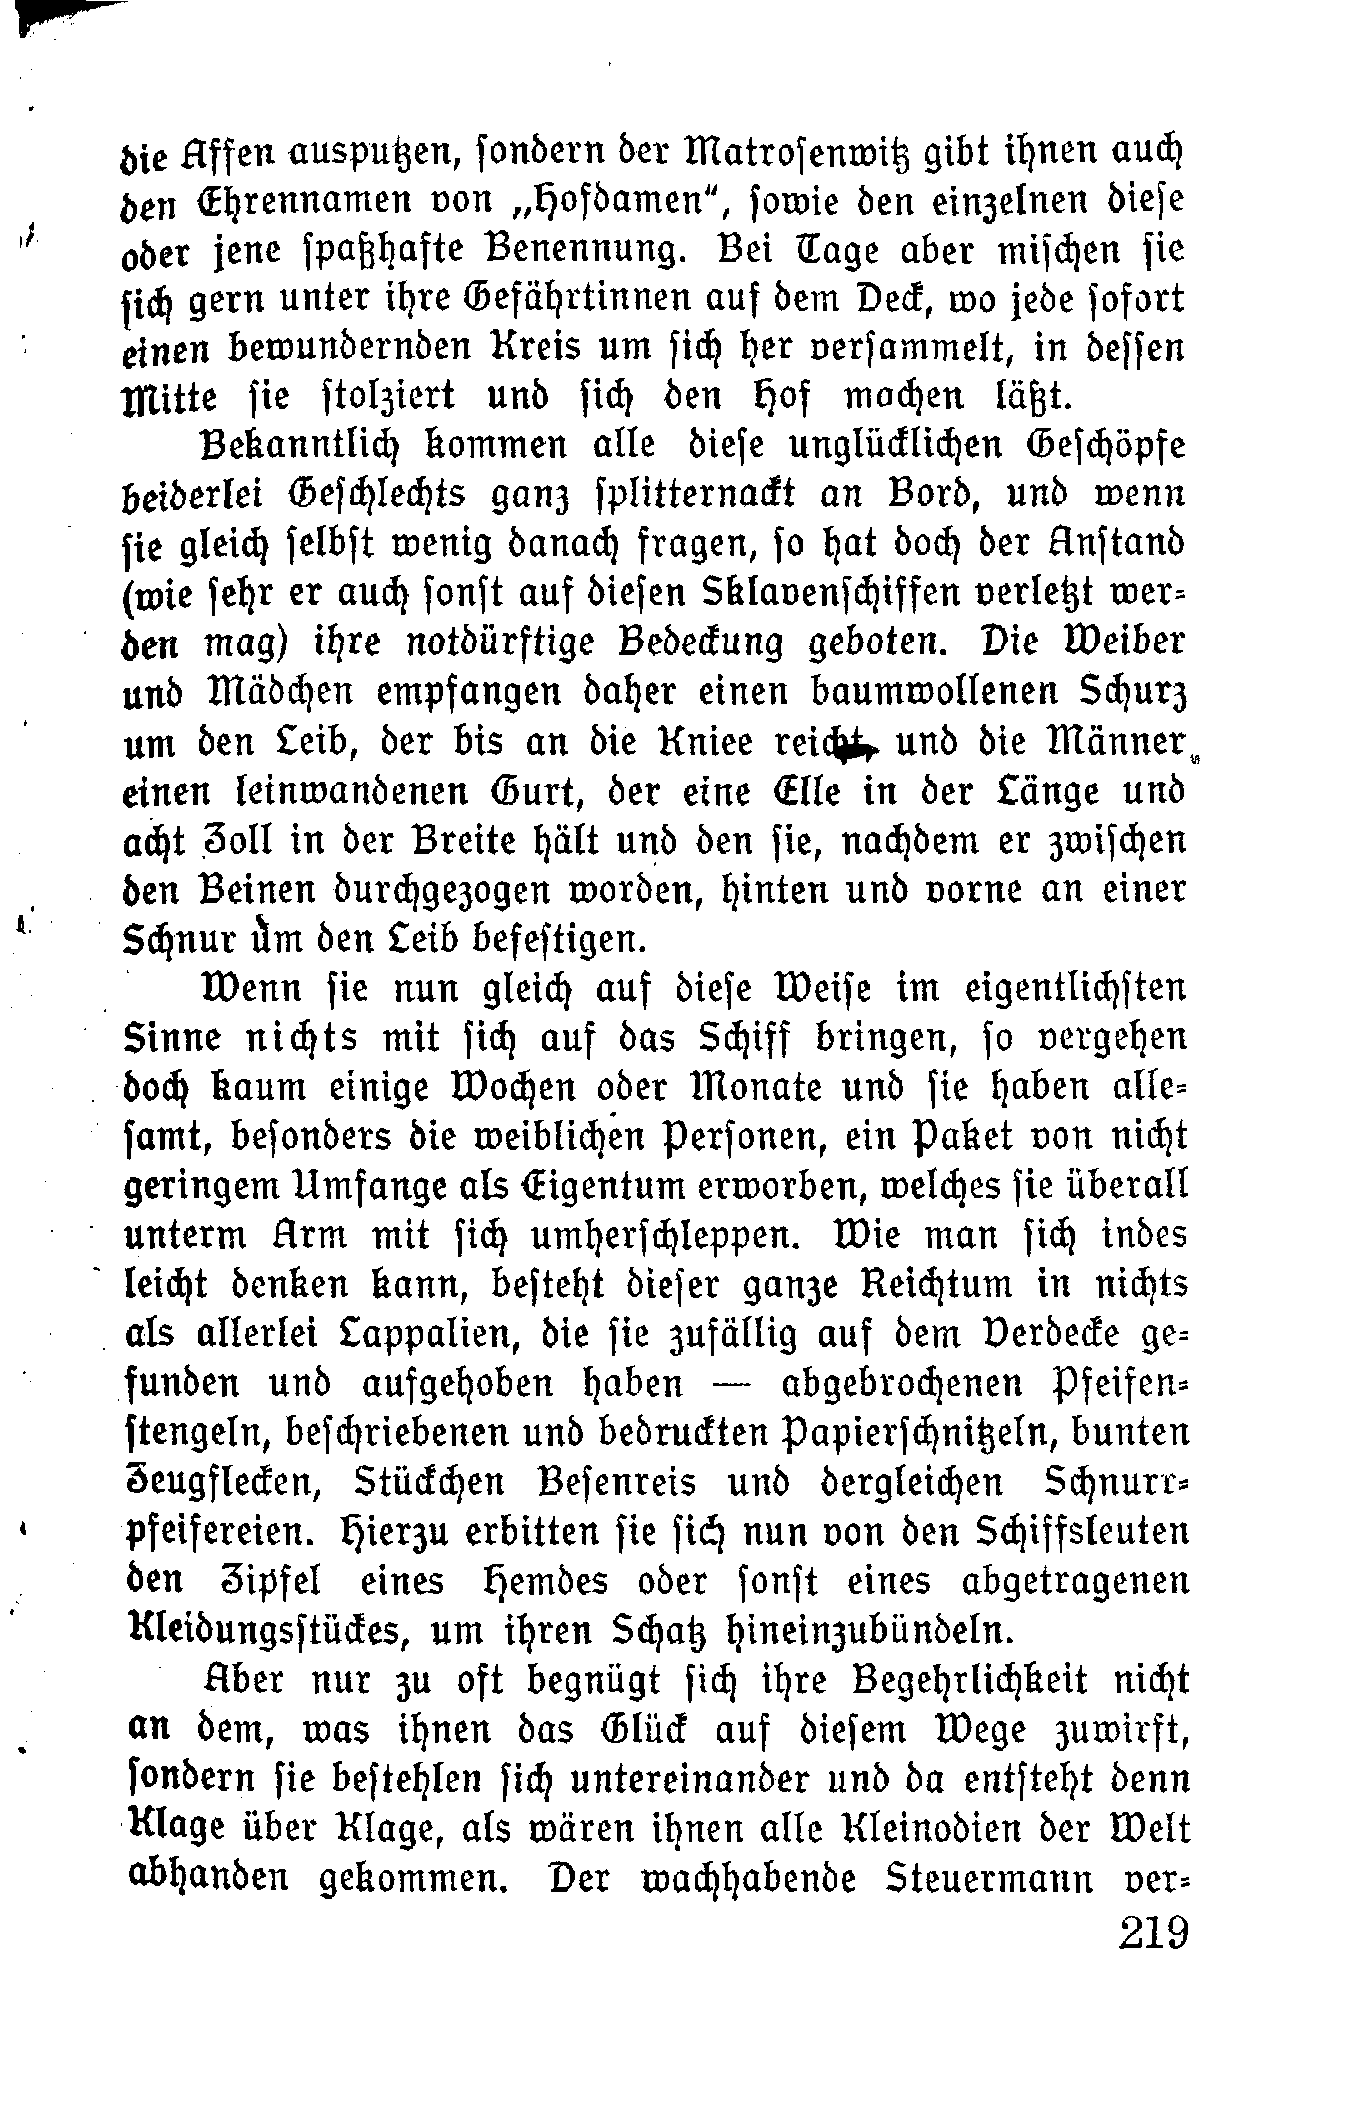 die Affen ausputzen, sondern der Matrosenwitz gibt ihnen auch
den Ehrennamen von „Hofdamen“, sowie den einzelnen diese
oder jene spaßhafte Benennung. Bei Tage aber mischen sie
sich gern unter ihre Gefährtinnen auf dem Deck, wo jede sofort
einen bewundernden Kreis um sich her versammelt, in dessen
Mitte sie stolziert und sich den Hof machen läßt.
Bekanntlich kommen alle diese unglücklichen Geschöpfe
beiderlei Geschlechts ganz splitternackt an Bord, und wenn
sie gleich selbst wenig danach fragen, so hat doch der Anstand
(wie sehr er auch sonst auf diesen Sklavenschiffen verletzt wer-
den mag) ihre notdürftige Bedeckung geboten. Die Weiber
und Mädchen empfangen daher einen baumwollenen Schurz
um den Leib, der bis an die Kniee reicht, und die Männer
einen leinwandenen Gurt, der eine Elle in der Länge und
acht Zoll in der Breite hält und den sie, nachdem er zwischen
den Beinen durchgezogen worden, hinten und vorne an einer
Schnur um den Leib befestigen.
Wenn sie nun gleich auf diese Weise im eigentlichsten
Sinne nichts mit sich auf das Schiff bringen, so vergehen
doch kaum einige Wochen oder Monate und sie haben alle-
samt, besonders die weiblichen Personen, ein Paket von nicht
geringem Umfange als Eigentum erworben, welches sie überall
unterm Arm mit sich umherschleppen. Wie man sich indes
leicht denken kann, besteht dieser ganze Reichtum in nichts
als allerlei Lappalien, die sie zufällig auf dem Verdecke ge-
funden und aufgehoben haben — abgebrochenen Pfeifen-
stengeln, beschriebenen und bedruckten Papierschnitzeln, bunten
Zeugflecken, Stückchen Besenreis und dergleichen Schnurr-
pfeifereien. Hierzu erbitten sie sich nun von den Schiffsleuten
den Zipfel eines Hemdes oder sonst eines abgetragenen
Kleidungsstückes, um ihren Schatz hineinzubündeln.
Aber nur zu oft begnügt sich ihre Begehrlichkeit nicht
an dem, was ihnen das Glück auf diesem Wege zuwirft,
sondern sie bestehlen sich untereinander und da entsteht denn
Klage über Klage, als wären ihnen alle Kleinodien der Welt
abhanden gekommen. Der wachhabende Steuermann ver-
219